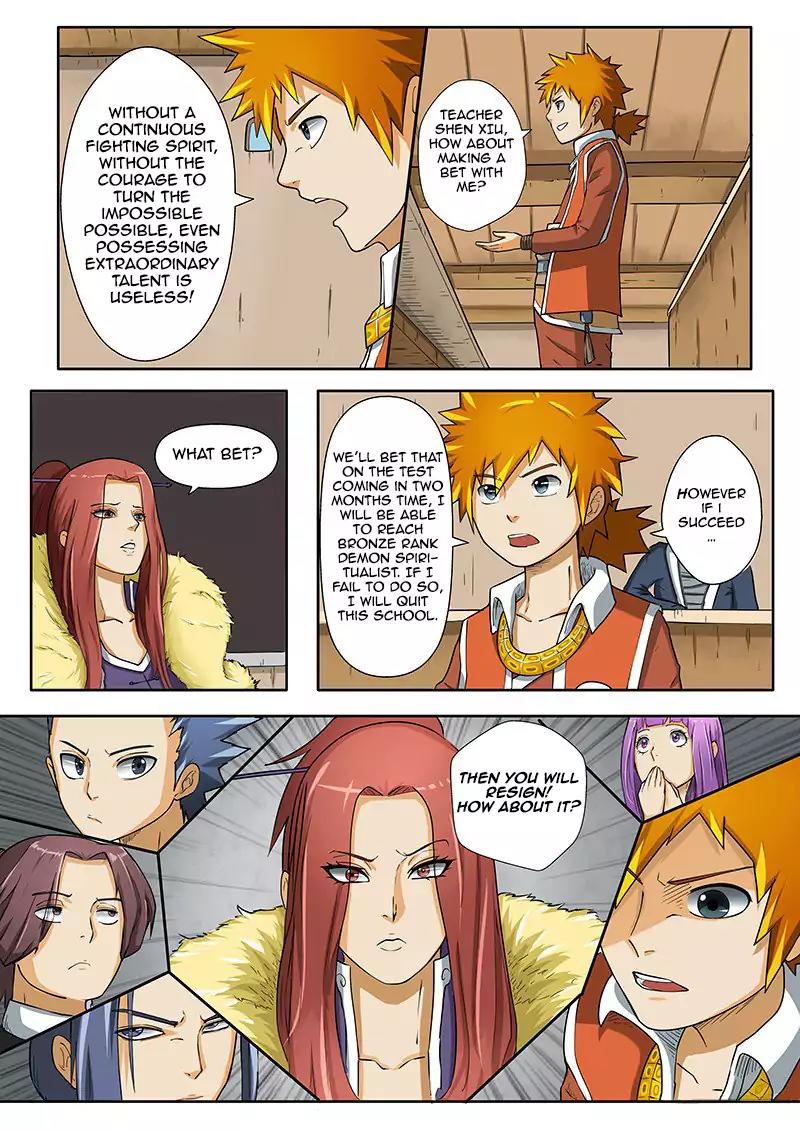 WITHOUT A
CONTINUOUS
FIGHTING SPIRIT,
WITHOUT THE
COURAGE TO
TURN THE
IMPOSSIBLE
POSSIBLE, EVEN
POSSESSING
EXTRAORDINARY
TALENT IS
USELESS!
TEACHER
SHEN XIU,
HOW ABOUT
MAKING A
BET WITH
ME?
WHAT BET?
WE'LL BET THAT
ON THE TEST
COMING IN TWO
MONTHS TIME, I
WILL BE ABLE
TO REACH
BRONZE RANK
DEMON SPIRI-
TUALIST. IF I
FAIL TO DO SO,
I WILL QUIT
THIS SCHOOL.
HOWEVER
IF I
SUCCEED
...
THEN YOU WILL
RESIGN!
HOW ABOUT IT?